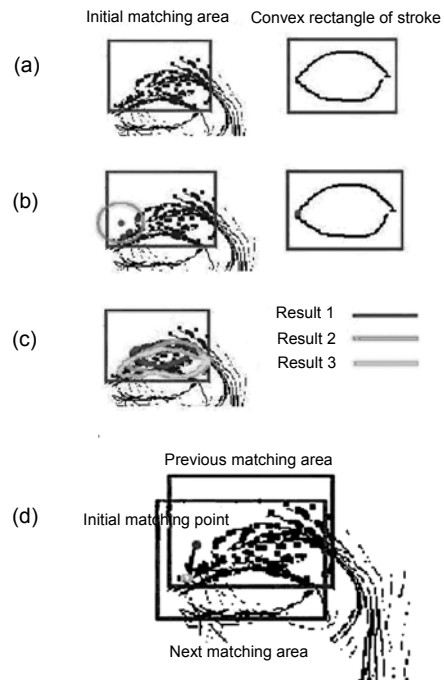 Initial matching area Convex rectangle of stroke
(a)
(b)
(c)
Result 1
Result 2
Result 3
Previous matching area
(d)
Initial matching point
Next matching area